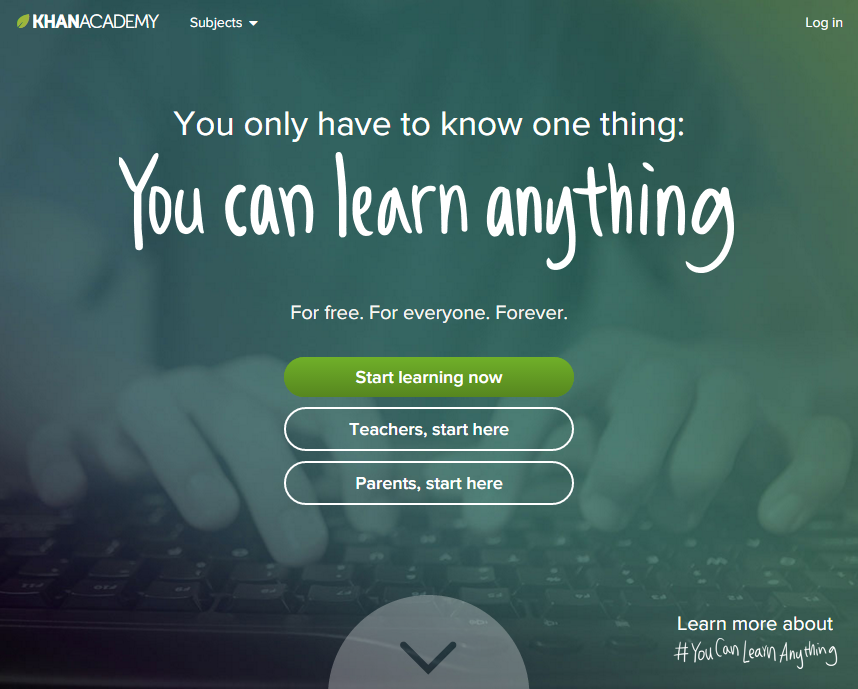 KHANACADEMY
Subjects
Log in
You only have to know one thing:
You can learn anything
For free. For everyone. Forever.
Start learning now
Teachers, start here
Parents, start here
Learn more about
#YouCanLearnAnything